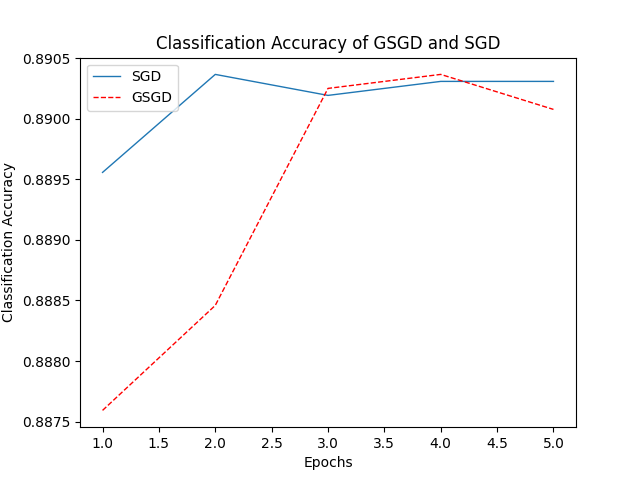 Classification Accuracy of GSGD and SGD
SGD
GSGD
Classification Accuracy
0.8905
0.8900
0.8895
0.8890
0.8885
0.8880
0.8875
1.0 1.5 2.0 2.5 3.0 3.5 4.0 4.5 5.0
Epochs